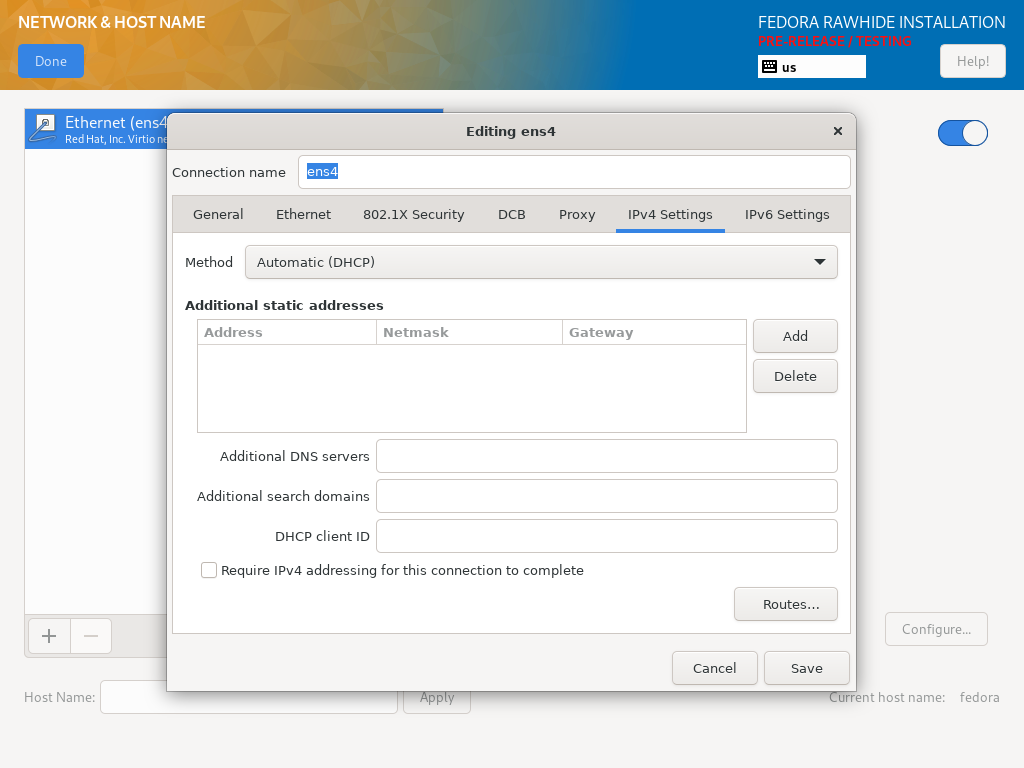 NETWORK & HOST NAME
FEDORA RAWHIDE INSTALLATION
PRE-RELEASE / TESTING
Done
us
Help!
Ethernet (ens4
Red Hat, Inc. Virtio ne
Editing ens4
Connection name ens4
General Ethernet 802.1X Security DCB Proxy IPv4 Settings IPv6 Settings
Method Automatic (DHCP)
Additional static addresses
Address Netmask Gateway
Add
Delete
Additional DNS servers
Additional search domains
DHCP client ID
Require IPv4 addressing for this connection to complete
Routes…
Configure...
Cancel Save
Host Name: Apply Current host name: fedora